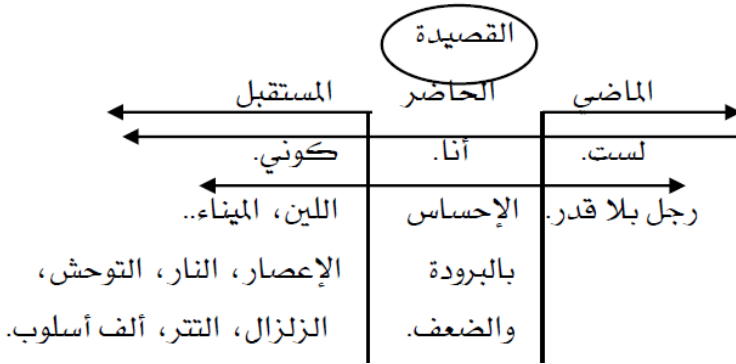 القصيدة
الماضي الحاضر المستقبل
لست. أنا. كوني.
رجل بلا قدر. الإحساس اللين، الميناء..
بالبرودة الإعصار، النار، التوحش،
والضعف. الزلزال، التتر، ألف أسلوب.